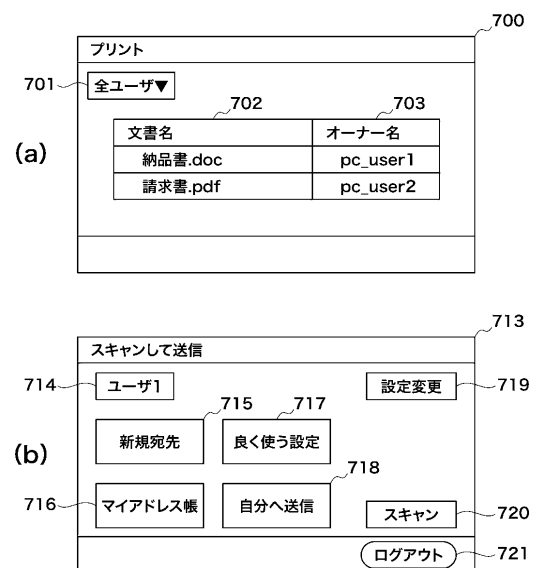 700
プリント
701
全ユーザ▼
702
703
(a)
文書名 オーナー名
納品書.doc pc_user1
請求書.pdf pc_user2
713
スキャンして送信
714 ユーザ1 設定変更 719
715 717
(b)
新規宛先 良く使う設定
718
716 マイアドレス帳 自分へ送信 スキャン 720
ログアウト 721